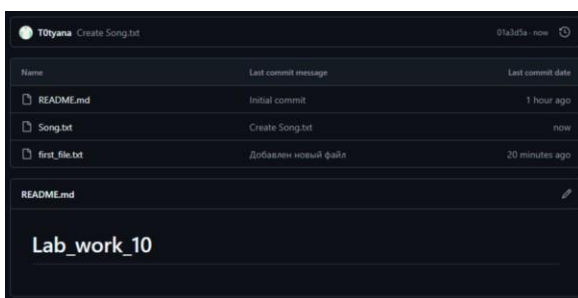 T0tyana Create Song.txt 01a3d5a · now
Name Last commit message Last commit date
README.md Initial commit 1 hour ago
Song.txt Create Song.txt now
first_file.txt Добавлен новый файл 20 minutes ago
README.md
Lab_work_10